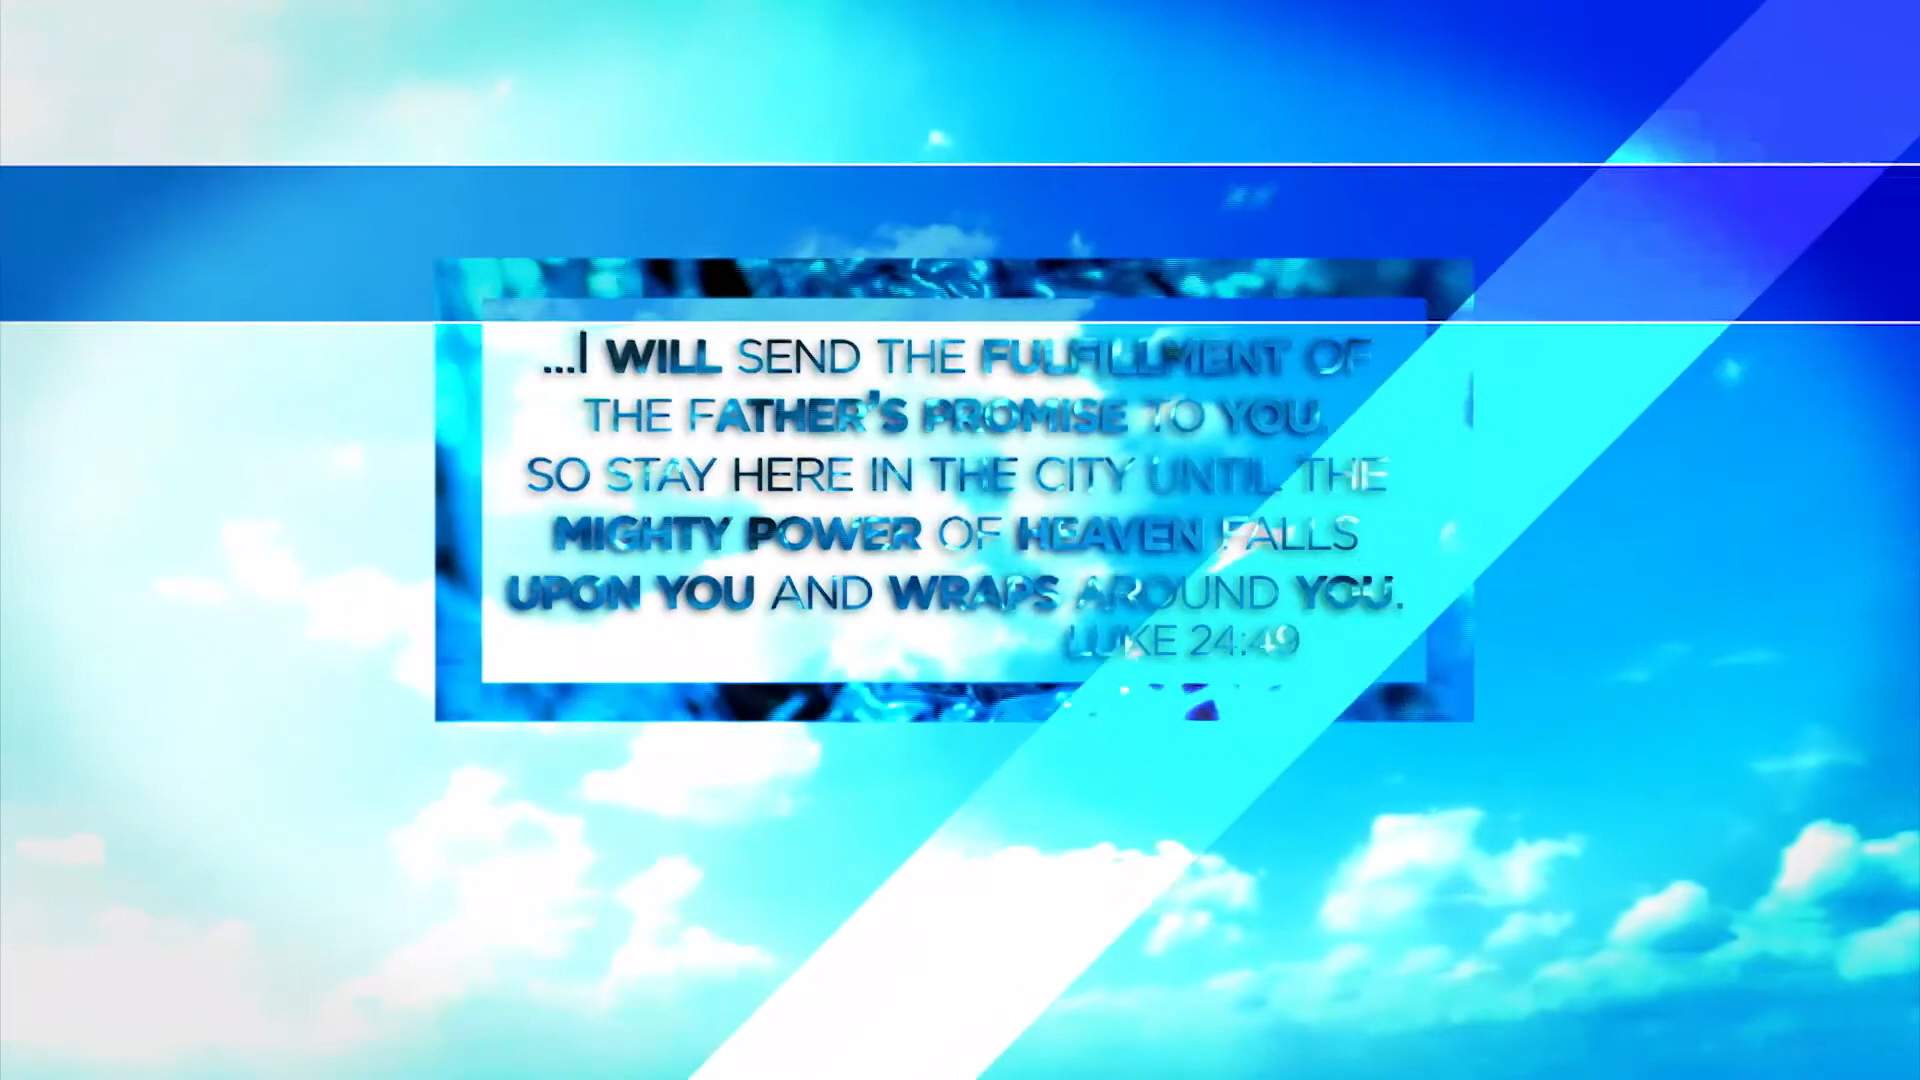 ...I WILL SEND THE FULFILLMENT OF
THE FATHER'S PROMISE TO YOU,
SO STAY HERE IN THE CITY UNTIL THE
MIGHTY POWER OF HEAVEN FALLS
UPON YOU AND WRAPS AROUND YOU.
LUKE 24:49